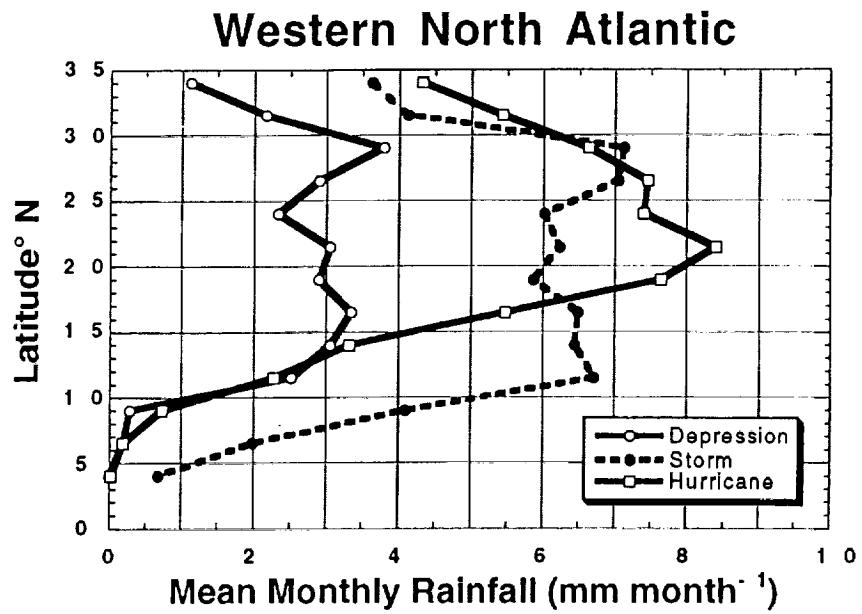 Western North Atlantic
3 5
3 0
2 5
2 0
1 5
1 0
5
0
Latitude° N
Depression
Storm
Hurricane
0 2 4 6 8 1 0
Mean Monthly Rainfall (mm month⁻¹)